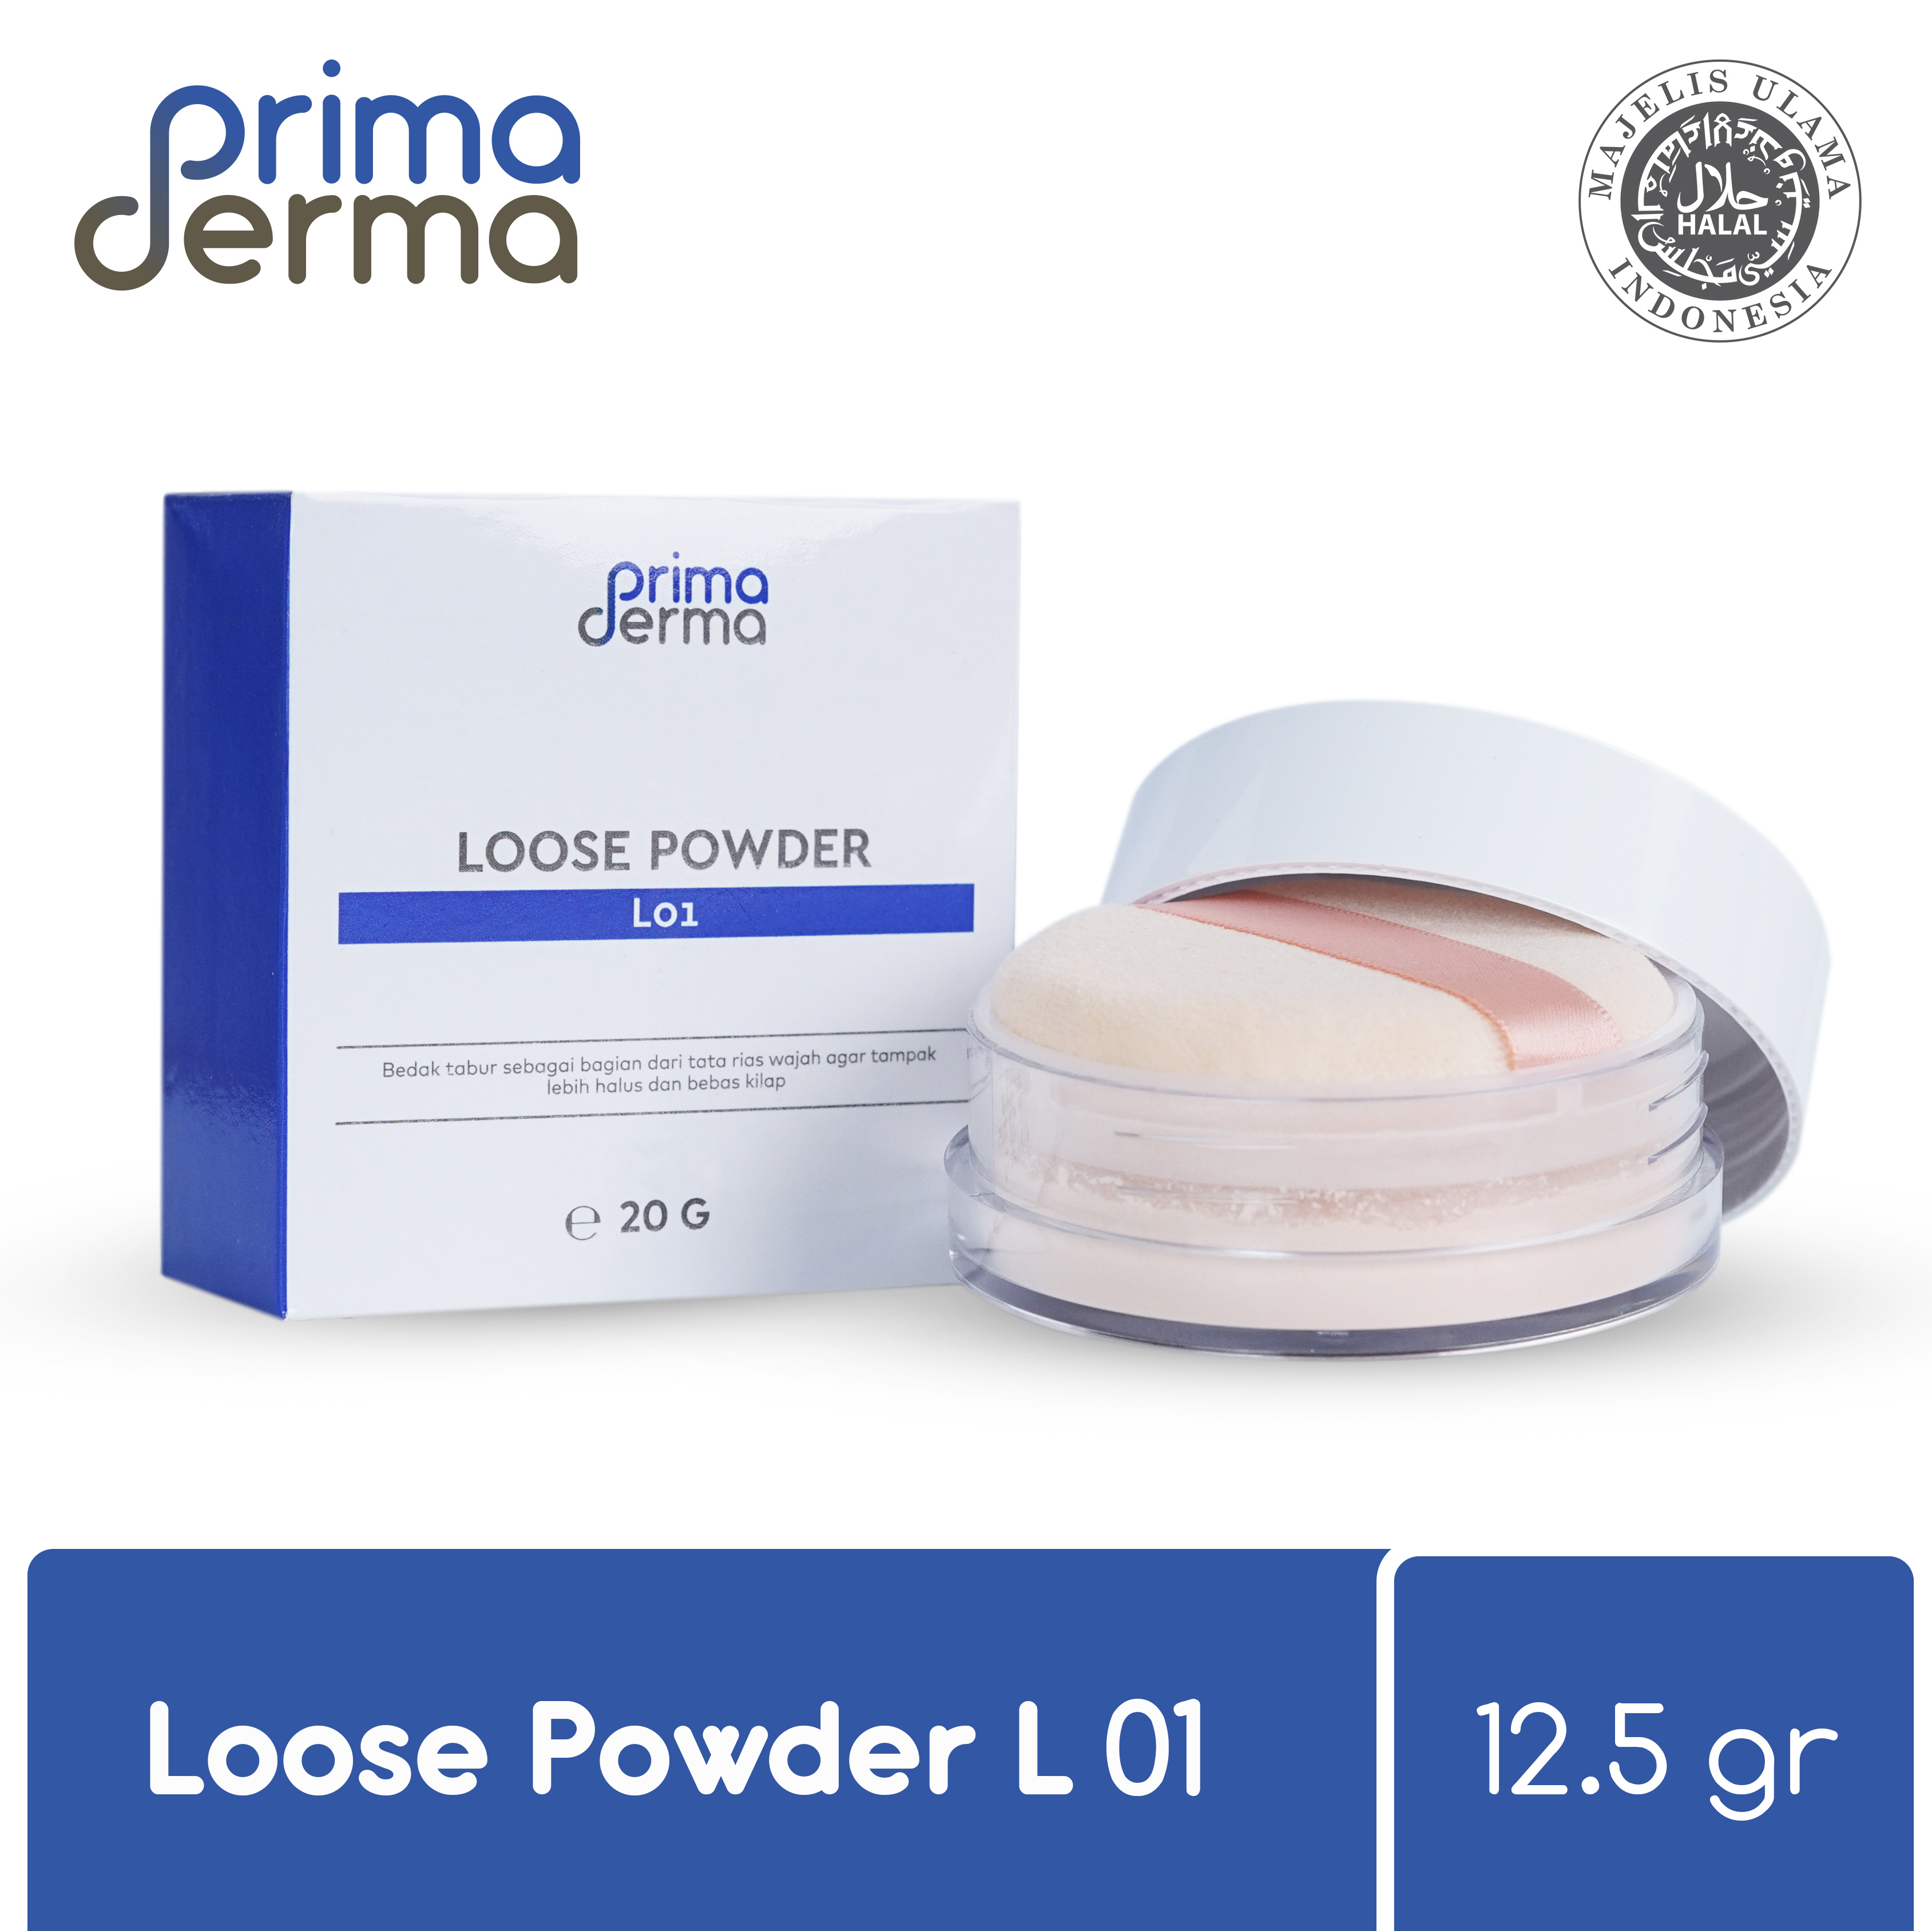 prima
derma
MAJELIS ULAMA
حلال
HALAL
INDONESIA
prima
derma
LOOSE POWDER
L01
Bedak tabur sebagai bagian dari tata rias wajah agar tampak
lebih halus dan bebas kilap
℮ 20 G
Loose Powder L 01
12.5 gr